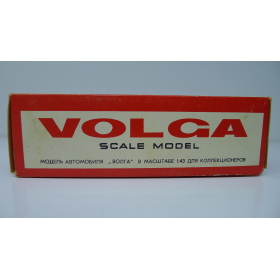 VOLGA
SCALE MODEL
МОДЕЛЬ АВТОМОБИЛЯ „ВОЛГА" В МАСШТАБЕ 1:43 ДЛЯ КОЛЛЕКЦИОНЕРОВ